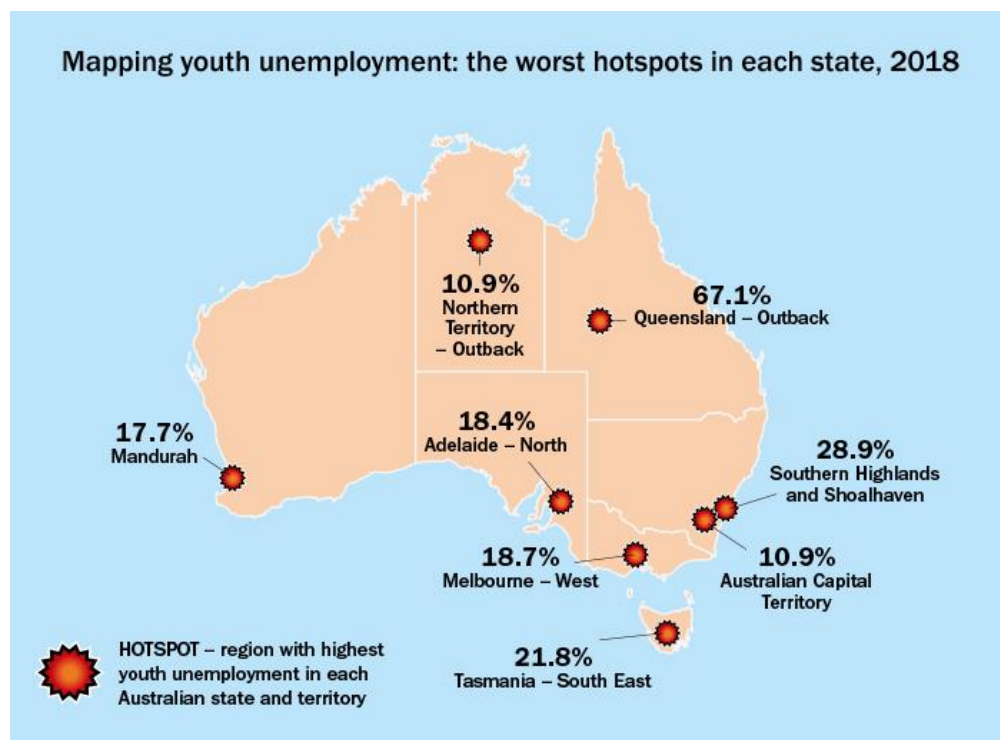 Mapping youth unemployment: the worst hotspots in each state, 2018
10.9%
Northern
Territory
– Outback
67.1%
Queensland – Outback
17.7%
Mandurah
18.4%
Adelaide – North
28.9%
Southern Highlands
and Shoalhaven
18.7%
Melbourne – West
10.9%
Australian Capital
Territory
21.8%
Tasmania – South East
HOTSPOT – region with highest
youth unemployment in each
Australian state and territory